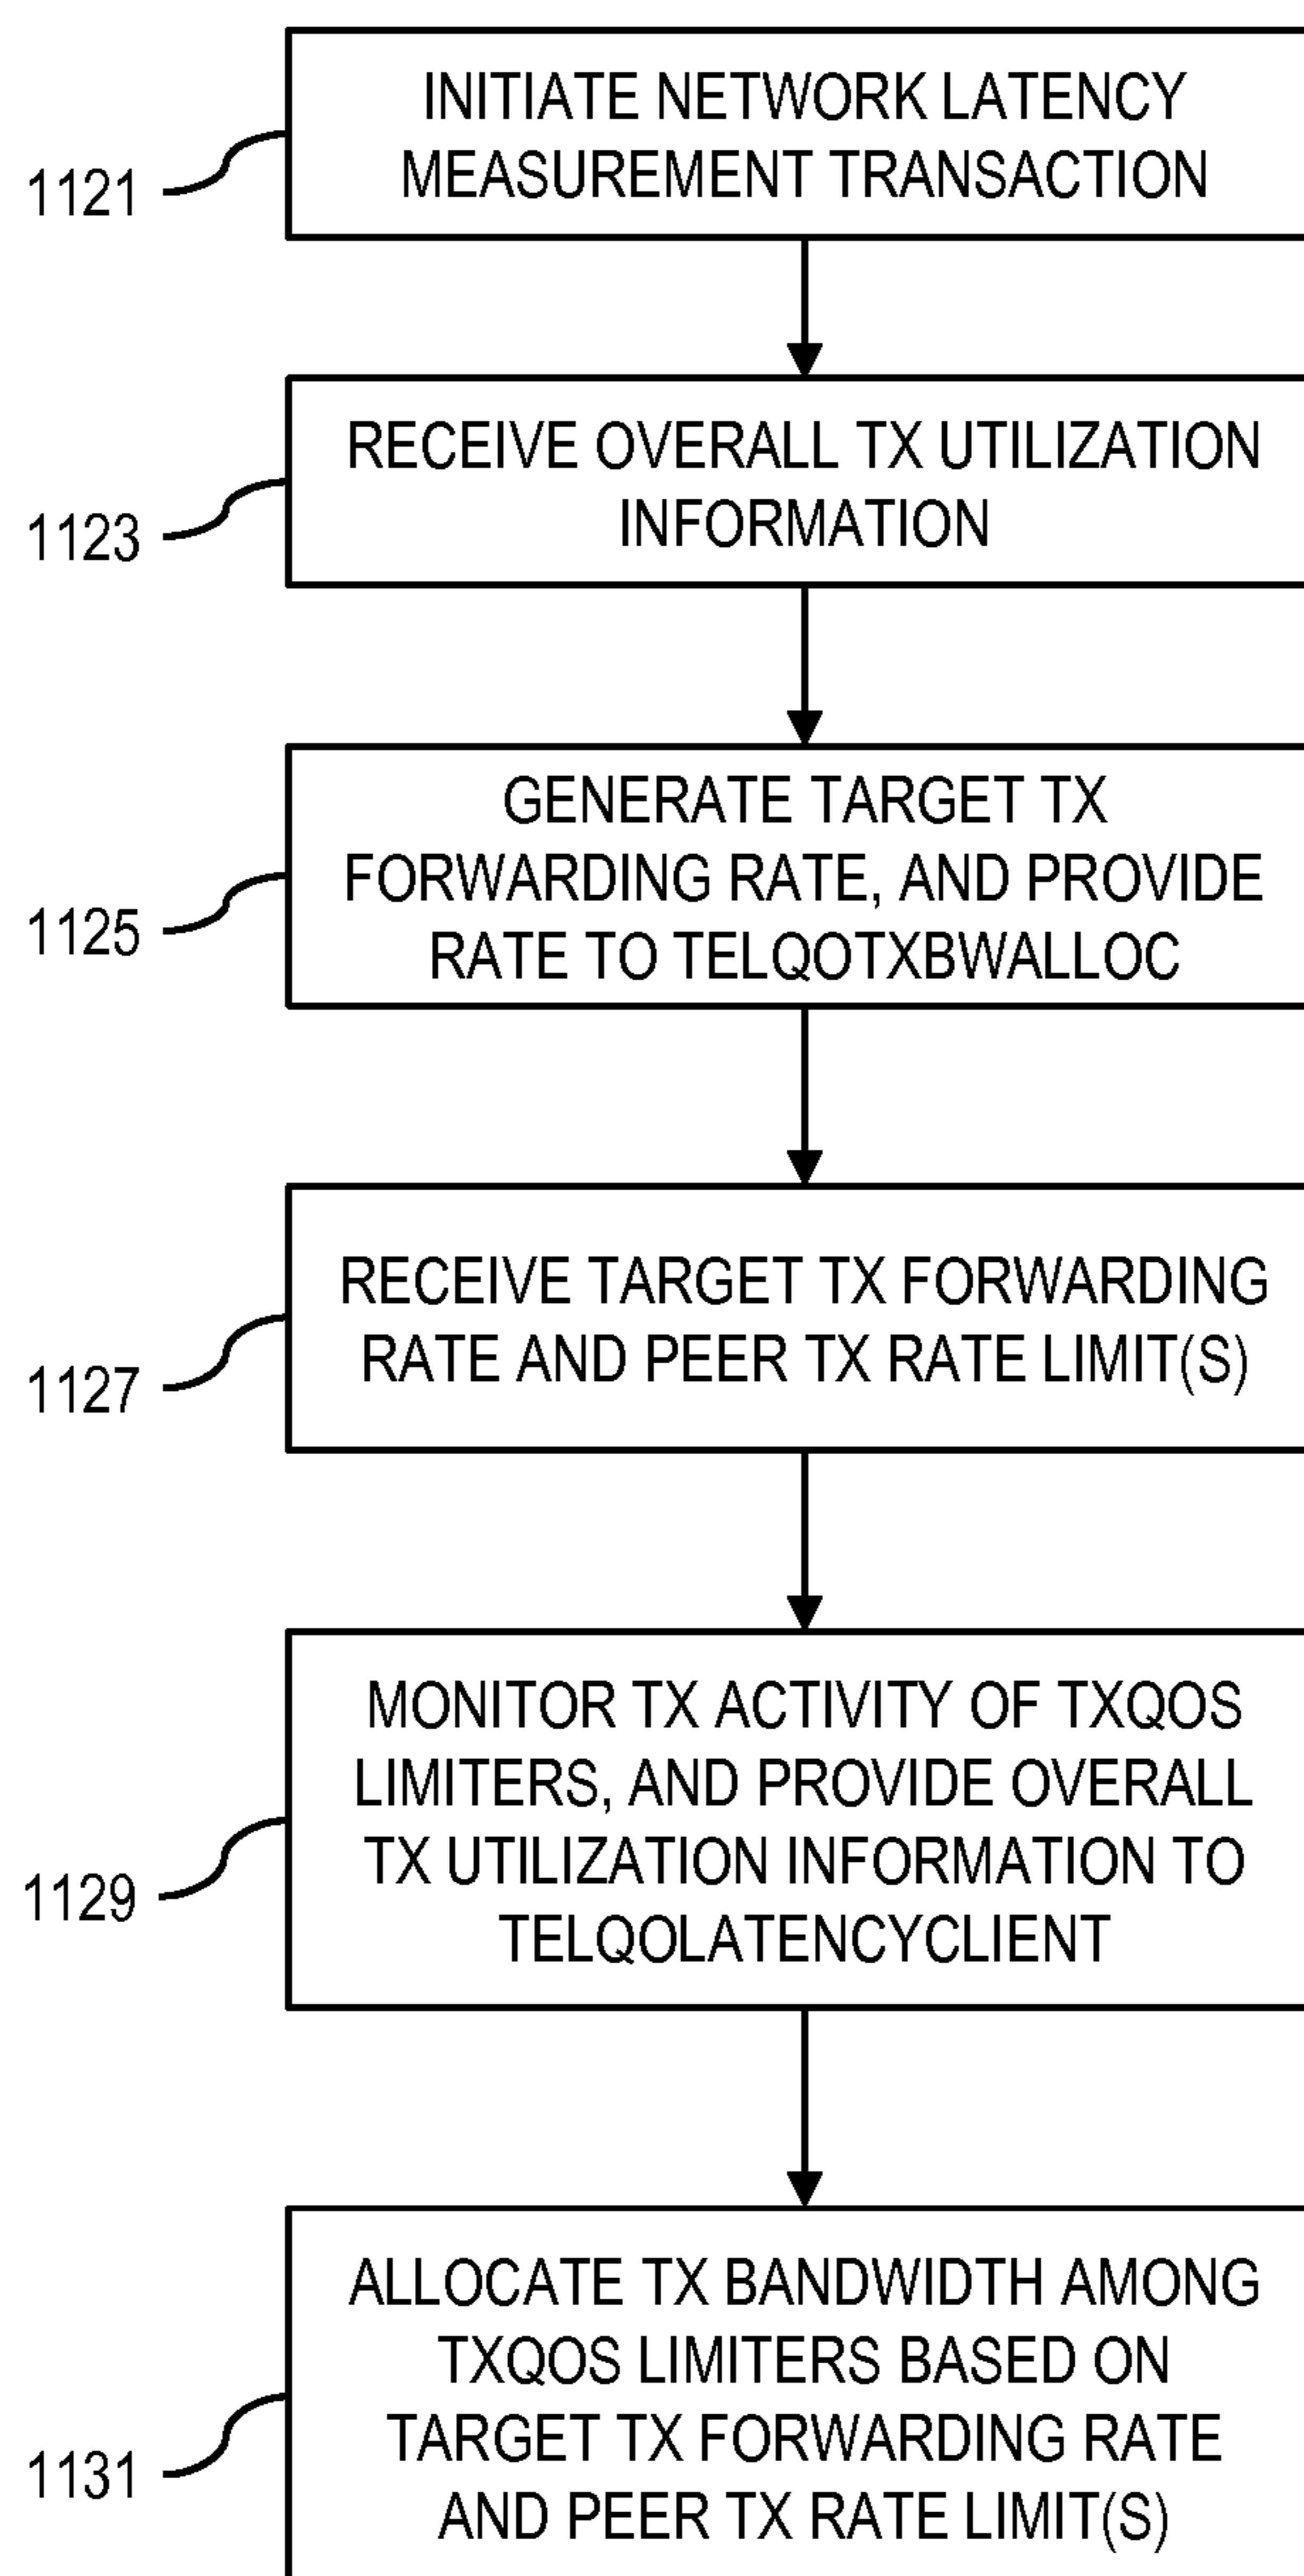 INITIATE NETWORK LATENCY
MEASUREMENT TRANSACTION
1121
RECEIVE OVERALL TX UTILIZATION
INFORMATION
1123
GENERATE TARGET TX
FORWARDING RATE, AND PROVIDE
RATE TO TELQOTXBWALLOC
1125
RECEIVE TARGET TX FORWARDING
RATE AND PEER TX RATE LIMIT(S)
1127
MONITOR TX ACTIVITY OF TXQOS
LIMITERS, AND PROVIDE OVERALL
TX UTILIZATION INFORMATION TO
TELQOLATENCYCLIENT
1129
ALLOCATE TX BANDWIDTH AMONG
TXQOS LIMITERS BASED ON
TARGET TX FORWARDING RATE
AND PEER TX RATE LIMIT(S)
1131